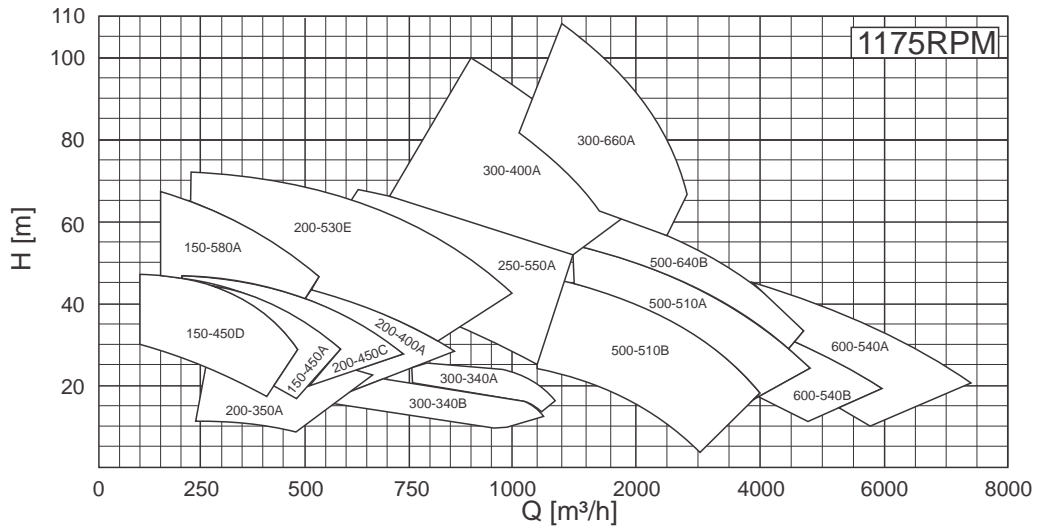 110
1175RPM
100
80
300-660A
300-400A
H [m]
60
200-530E
150-580A
250-550A
500-640B
40
500-510A
200-400A
150-450D
600-540A
200-450C
500-510B
150-450A
300-340A
20
600-540B
300-340B
200-350A
0
250
500
750
1000
2000
4000
6000
8000
Q [m³/h]